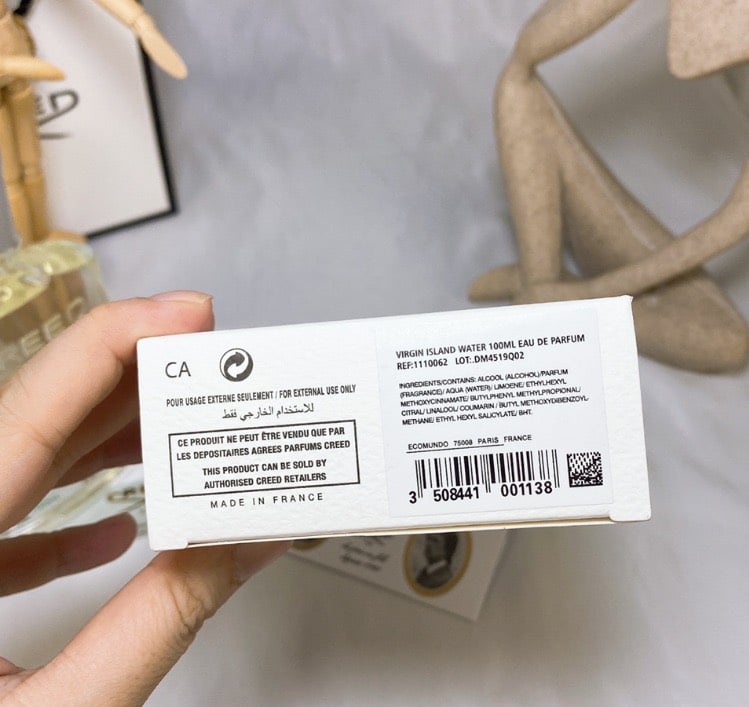 CA
POUR USAGE EXTERNE SEULEMENT / FOR EXTERNAL USE ONLY
للاستخدام الخارجي فقط
CE PRODUIT NE PEUT ÊTRE VENDU QUE PAR
LES DEPOSITAIRES AGREES PARFUMS CREED
THIS PRODUCT CAN BE SOLD BY
AUTHORISED CREED RETAILERS
MADE IN FRANCE
VIRGIN ISLAND WATER 100ML EAU DE PARFUM
REF:1110062 LOT:.DM4519Q02
INGREDIENTS/CONTAINS: ALCOOL (ALCOHOL)/PARFUM
(FRAGRANCE)/ AQUA (WATER)/ LIMOENE/ ETHYLHEXYL
METHOXYCINNAMATE/ BUTYLPHENYL METHYLPROPIONAL/
CITRAL/ LINALOOL/ COUMARIN / BUTYL METHOXYDIBENZOYL-
METHANE/ ETHYL HEXYL SALICYLATE/ BHT.
ECOMUNDO 75008 PARIS FRANCE
3 508441 001138